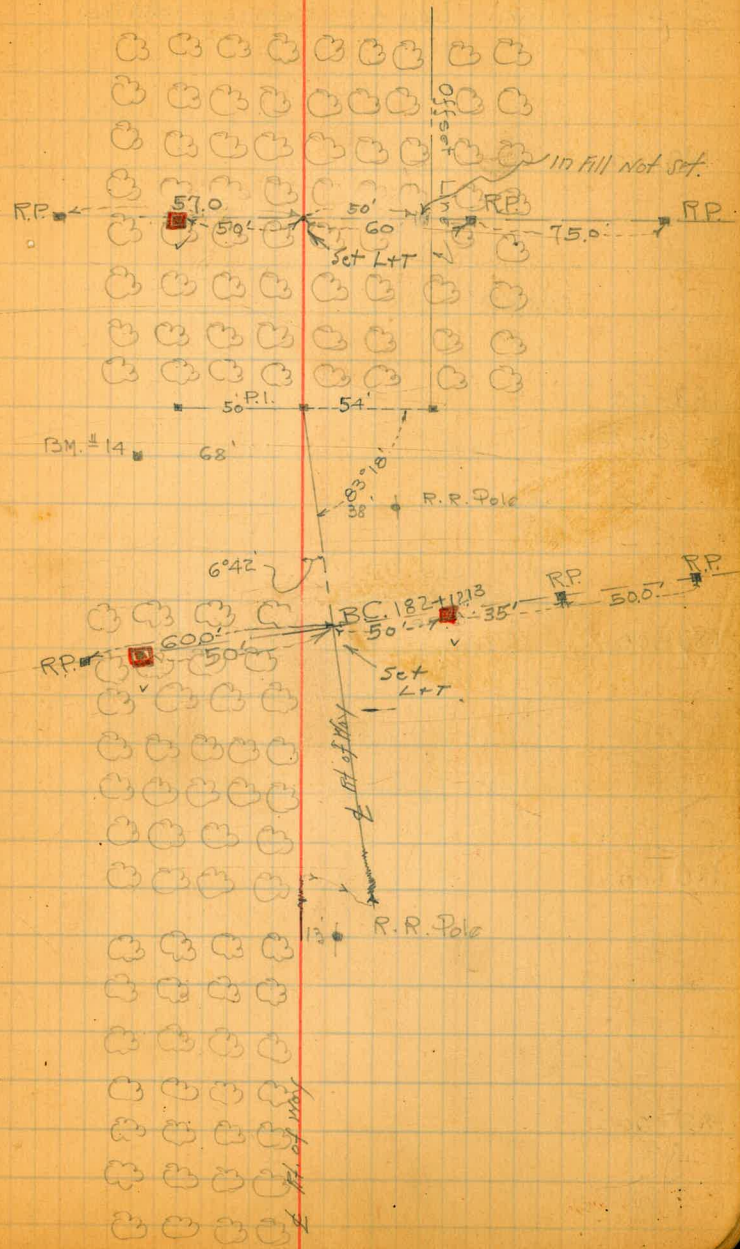 Offset Line
In Fill Not Set.
R.P.
57.0
50'
50'
60
R.P.
75.0
R.P.
Set L+T
50'
P.I.
54'
B.M. #14
68'
83°18'
38'
R.R. Pole
6°42'
B.C. 182+12.13
R.P.
R.P.
50'
35'
50.0'
R.P.
60.0'
50'
Set
L+T
℄ Rt of Way
13'
R.R. Pole
℄ Rt. of Way